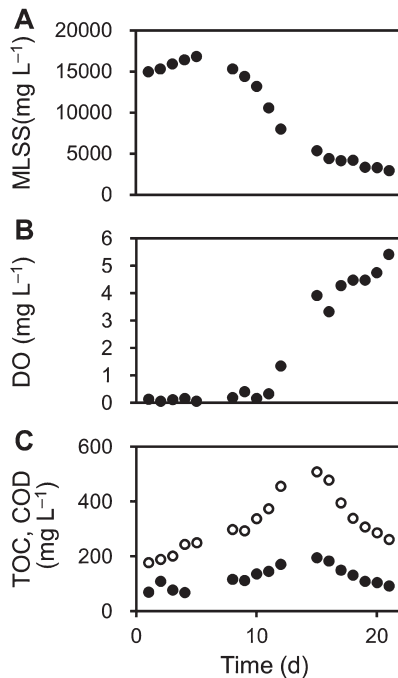 A
20000
15000
10000
5000
0
MLSS(mg L⁻¹)
B
6
5
4
3
2
1
0
DO (mg L⁻¹)
C
600
400
200
0
TOC, COD
(mg L⁻¹)
0 10 20
Time (d)